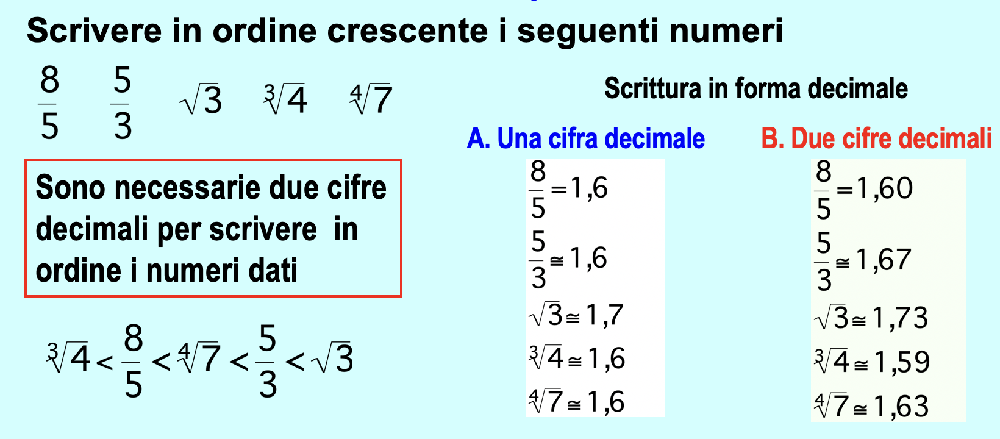 Scrivere in ordine crescente i seguenti numeri
8/5 5/3 √3 ∛4 ∜7
Scrittura in forma decimale
A. Una cifra decimale
8/5 = 1,6
5/3 ≅ 1,6
√3 ≅ 1,7
∛4 ≅ 1,6
∜7 ≅ 1,6
B. Due cifre decimali
8/5 = 1,60
5/3 ≅ 1,67
√3 ≅ 1,73
∛4 ≅ 1,59
∜7 ≅ 1,63
Sono necessarie due cifre
decimali per scrivere in
ordine i numeri dati
∛4 < 8/5 < ∜7 < 5/3 < √3